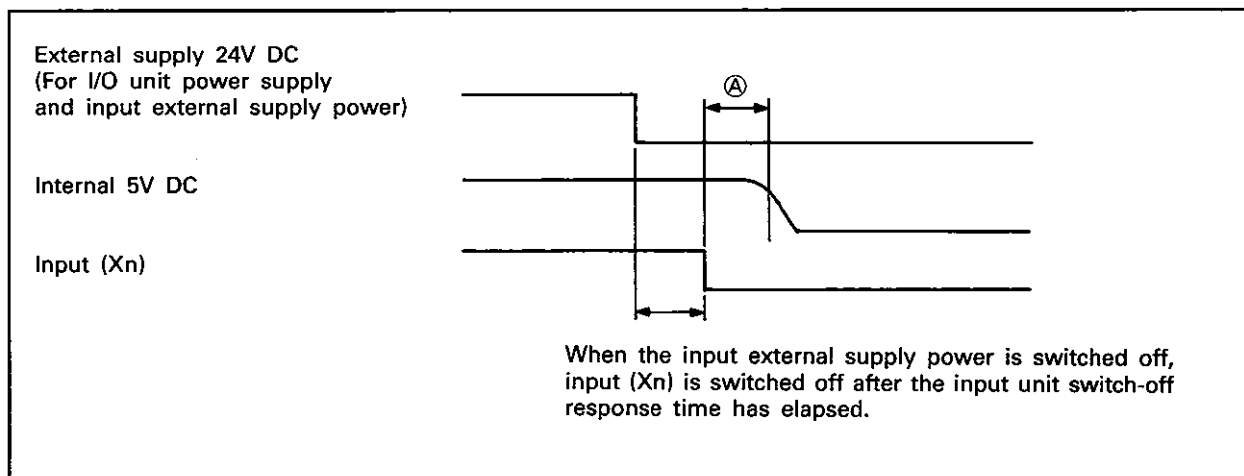 External supply 24V DC
(For I/O unit power supply
and input external supply power)
Ⓐ
Internal 5V DC
Input (Xn)
When the input external supply power is switched off,
input (Xn) is switched off after the input unit switch-off
response time has elapsed.